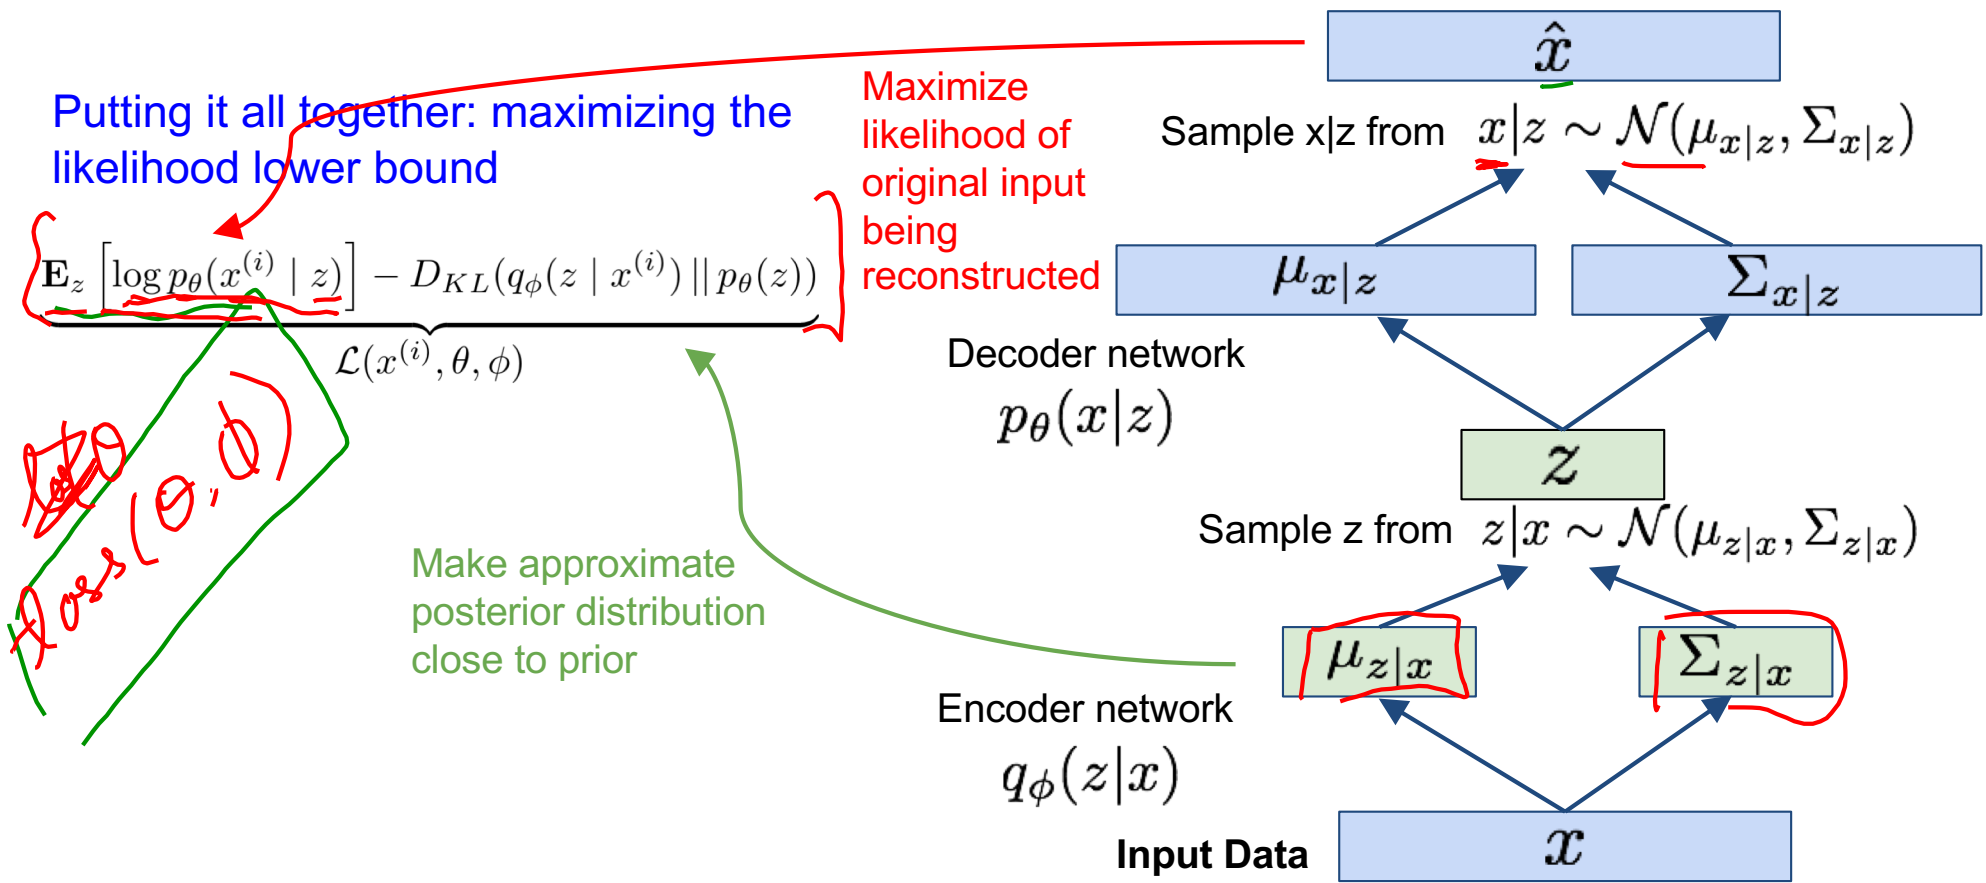 Putting it all together: maximizing the
likelihood lower bound
E_z [log p_θ(x^(i) | z)] − D_KL(q_ϕ(z | x^(i)) || p_θ(z))
ℒ(x^(i), θ, ϕ)
loss(θ, ϕ)
Make approximate
posterior distribution
close to prior
Maximize
likelihood of
original input
being
reconstructed
x̂
Sample x|z from x|z ∼ 𝒩(μ_x|z, Σ_x|z)
μ_x|z Σ_x|z
Decoder network
p_θ(x|z)
z
Sample z from z|x ∼ 𝒩(μ_z|x, Σ_z|x)
μ_z|x Σ_z|x
Encoder network
q_ϕ(z|x)
Input Data x